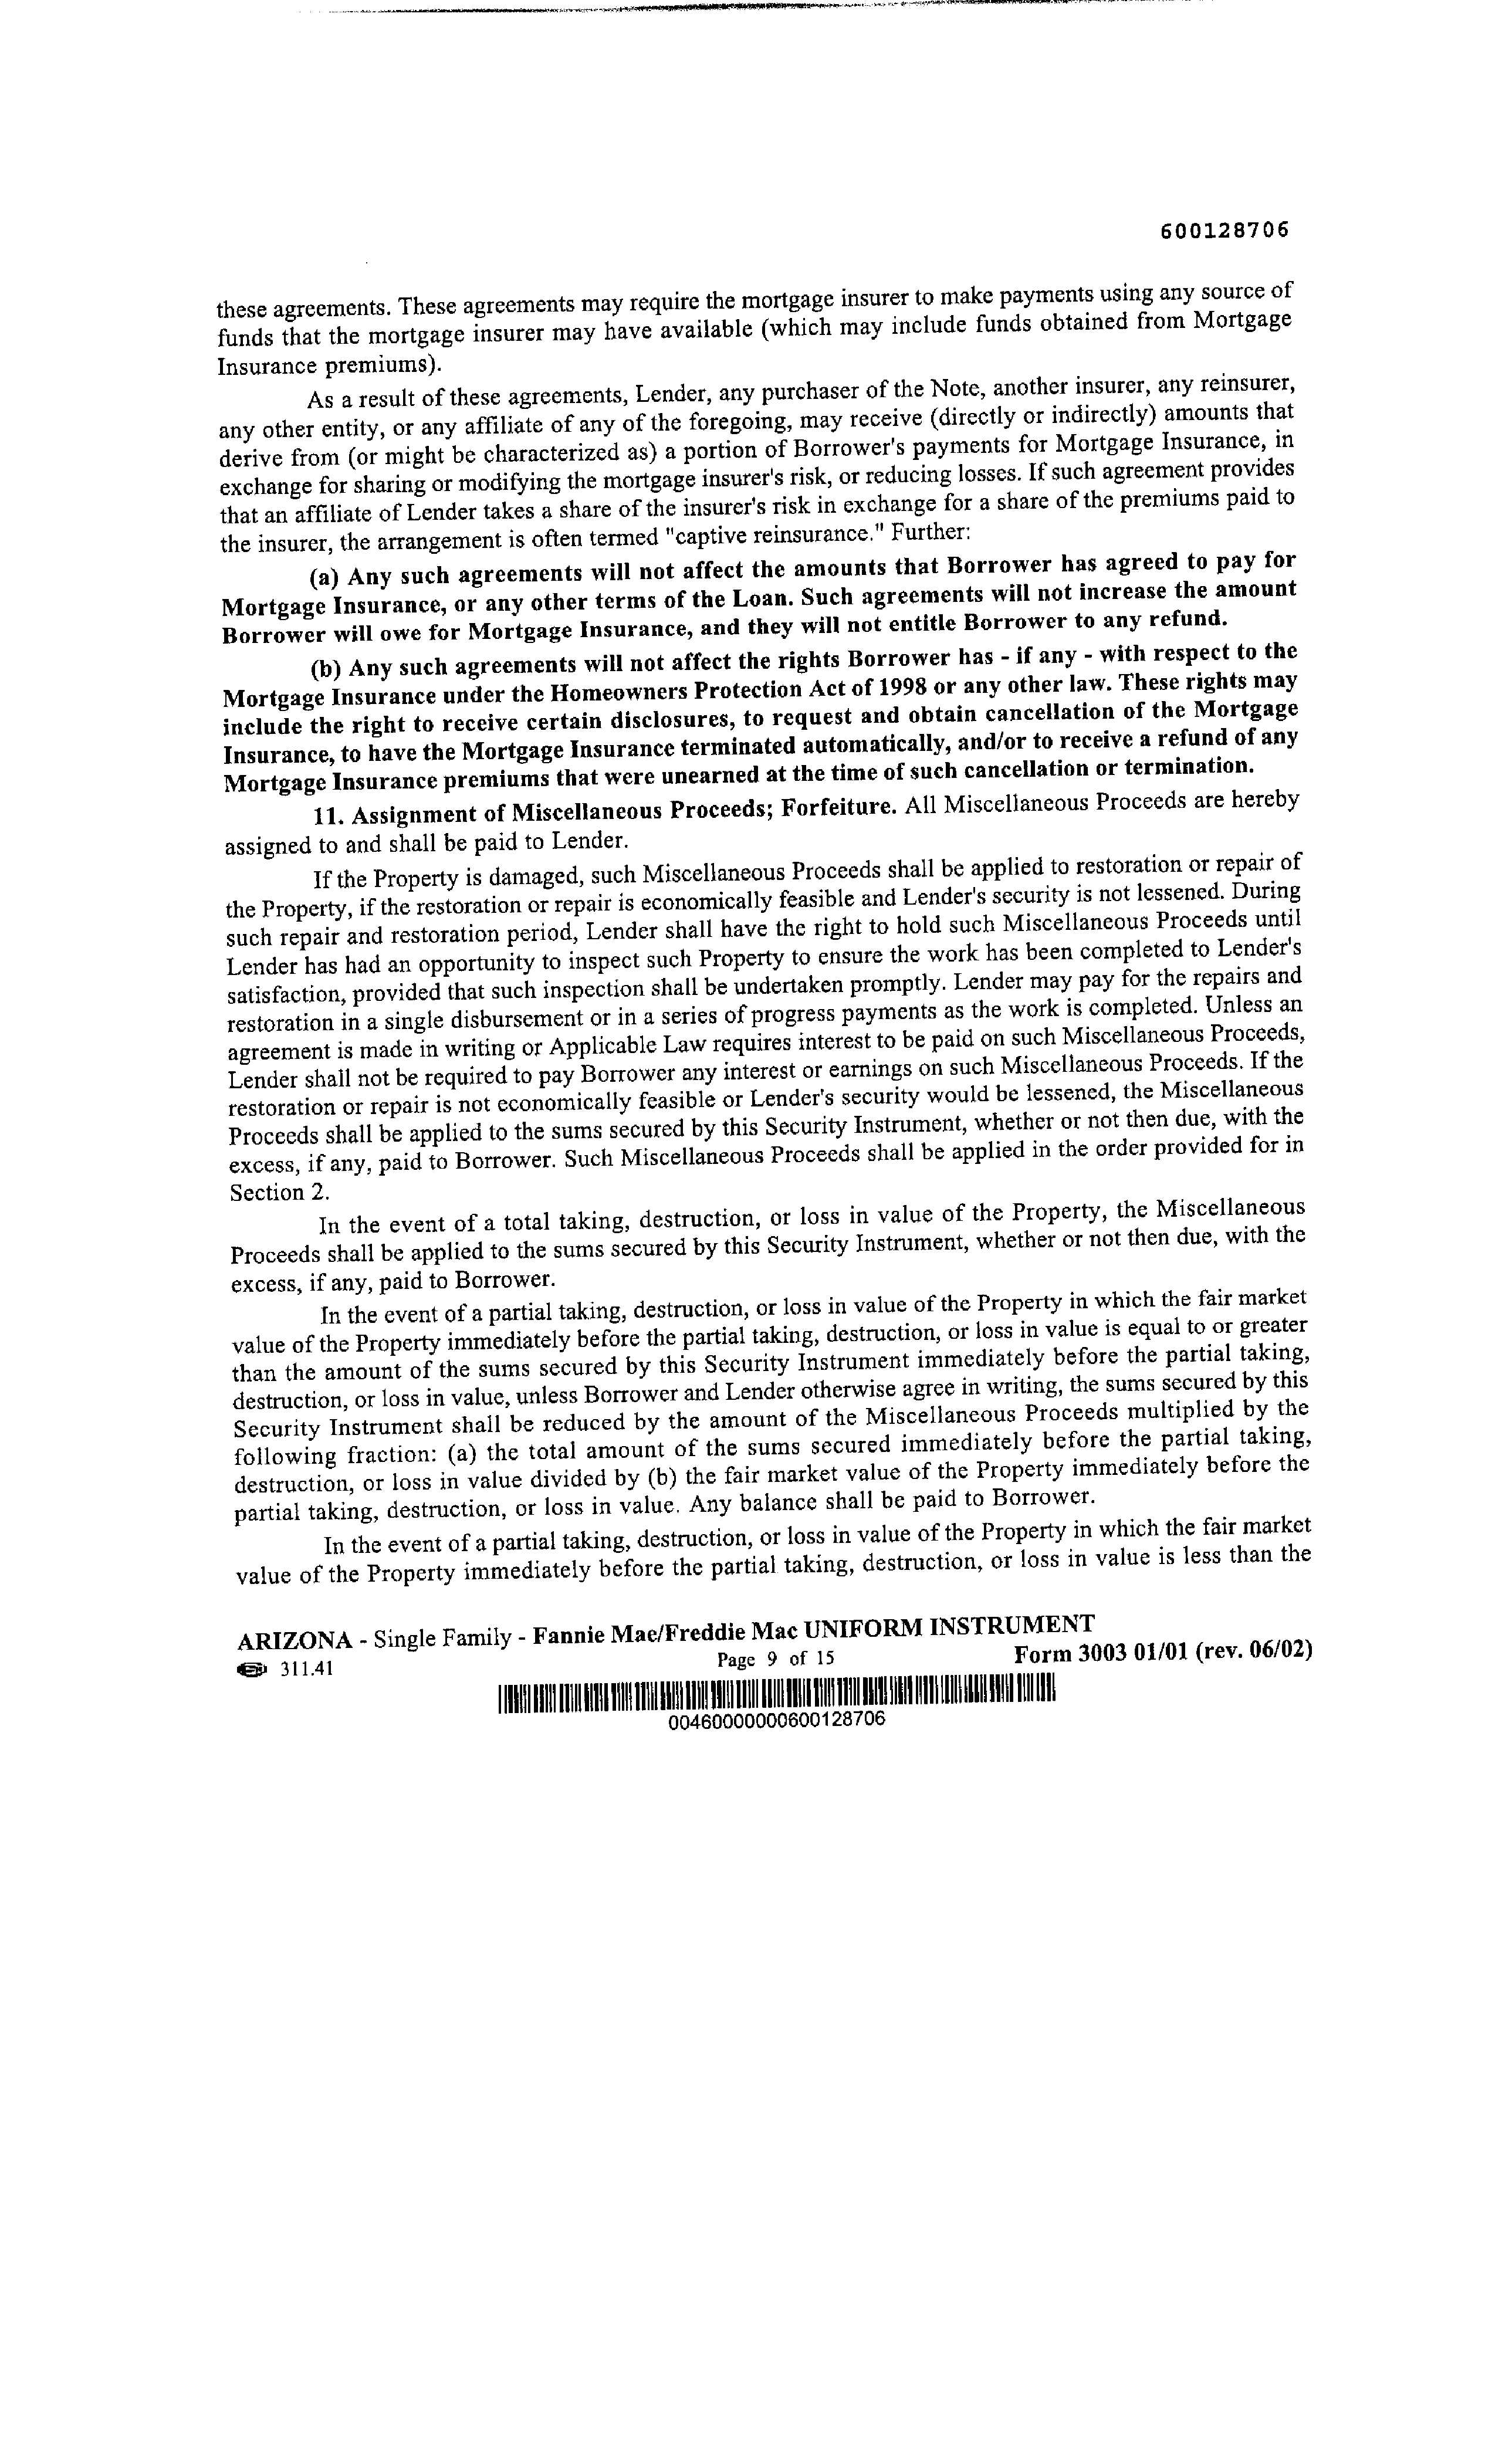 600128706
these agreements. These agreements may require the mortgage insurer to make payments using any source of
funds that the mortgage insurer may have available (which may include funds obtained from Mortgage
Insurance premiums).
As a result of these agreements, Lender, any purchaser of the Note, another insurer, any reinsurer,
any other entity, or any affiliate of any of the foregoing, may receive (directly or indirectly) amounts that
derive from (or might be characterized as) a portion of Borrower's payments for Mortgage Insurance, in
exchange for sharing or modifying the mortgage insurer's risk, or reducing losses. If such agreement provides
that an affiliate of Lender takes a share of the insurer's risk in exchange for a share of the premiums paid to
the insurer, the arrangement is often termed "captive reinsurance." Further:
(a) Any such agreements will not affect the amounts that Borrower has agreed to pay for
Mortgage Insurance, or any other terms of the Loan. Such agreements will not increase the amount
Borrower will owe for Mortgage Insurance, and they will not entitle Borrower to any refund.
(b) Any such agreements will not affect the rights Borrower has - if any - with respect to the
Mortgage Insurance under the Homeowners Protection Act of 1998 or any other law. These rights may
include the right to receive certain disclosures, to request and obtain cancellation of the Mortgage
Insurance, to have the Mortgage Insurance terminated automatically, and/or to receive a refund of any
Mortgage Insurance premiums that were unearned at the time of such cancellation or termination.
11. Assignment of Miscellaneous Proceeds; Forfeiture. All Miscellaneous Proceeds are hereby
assigned to and shall be paid to Lender.
If the Property is damaged, such Miscellaneous Proceeds shall be applied to restoration or repair of
the Property, if the restoration or repair is economically feasible and Lender's security is not lessened. During
such repair and restoration period, Lender shall have the right to hold such Miscellaneous Proceeds until
Lender has had an opportunity to inspect such Property to ensure the work has been completed to Lender's
satisfaction, provided that such inspection shall be undertaken promptly. Lender may pay for the repairs and
restoration in a single disbursement or in a series of progress payments as the work is completed. Unless an
agreement is made in writing or Applicable Law requires interest to be paid on such Miscellaneous Proceeds,
Lender shall not be required to pay Borrower any interest or earnings on such Miscellaneous Proceeds. If the
restoration or repair is not economically feasible or Lender's security would be lessened, the Miscellaneous
Proceeds shall be applied to the sums secured by this Security Instrument, whether or not then due, with the
excess, if any, paid to Borrower. Such Miscellaneous Proceeds shall be applied in the order provided for in
Section 2.
In the event of a total taking, destruction, or loss in value of the Property, the Miscellaneous
Proceeds shall be applied to the sums secured by this Security Instrument, whether or not then due, with the
excess, if any, paid to Borrower.
In the event of a partial taking, destruction, or loss in value of the Property in which the fair market
value of the Property immediately before the partial taking, destruction, or loss in value is equal to or greater
than the amount of the sums secured by this Security Instrument immediately before the partial taking,
destruction, or loss in value, unless Borrower and Lender otherwise agree in writing, the sums secured by this
Security Instrument shall be reduced by the amount of the Miscellaneous Proceeds multiplied by the
following fraction: (a) the total amount of the sums secured immediately before the partial taking,
destruction, or loss in value divided by (b) the fair market value of the Property immediately before the
partial taking, destruction, or loss in value. Any balance shall be paid to Borrower.
In the event of a partial taking, destruction, or loss in value of the Property in which the fair market
value of the Property immediately before the partial taking, destruction, or loss in value is less than the
ARIZONA - Single Family - Fannie Mae/Freddie Mac UNIFORM INSTRUMENT
311.41 Page 9 of 15 Form 3003 01/01 (rev. 06/02)
00460000000600128706